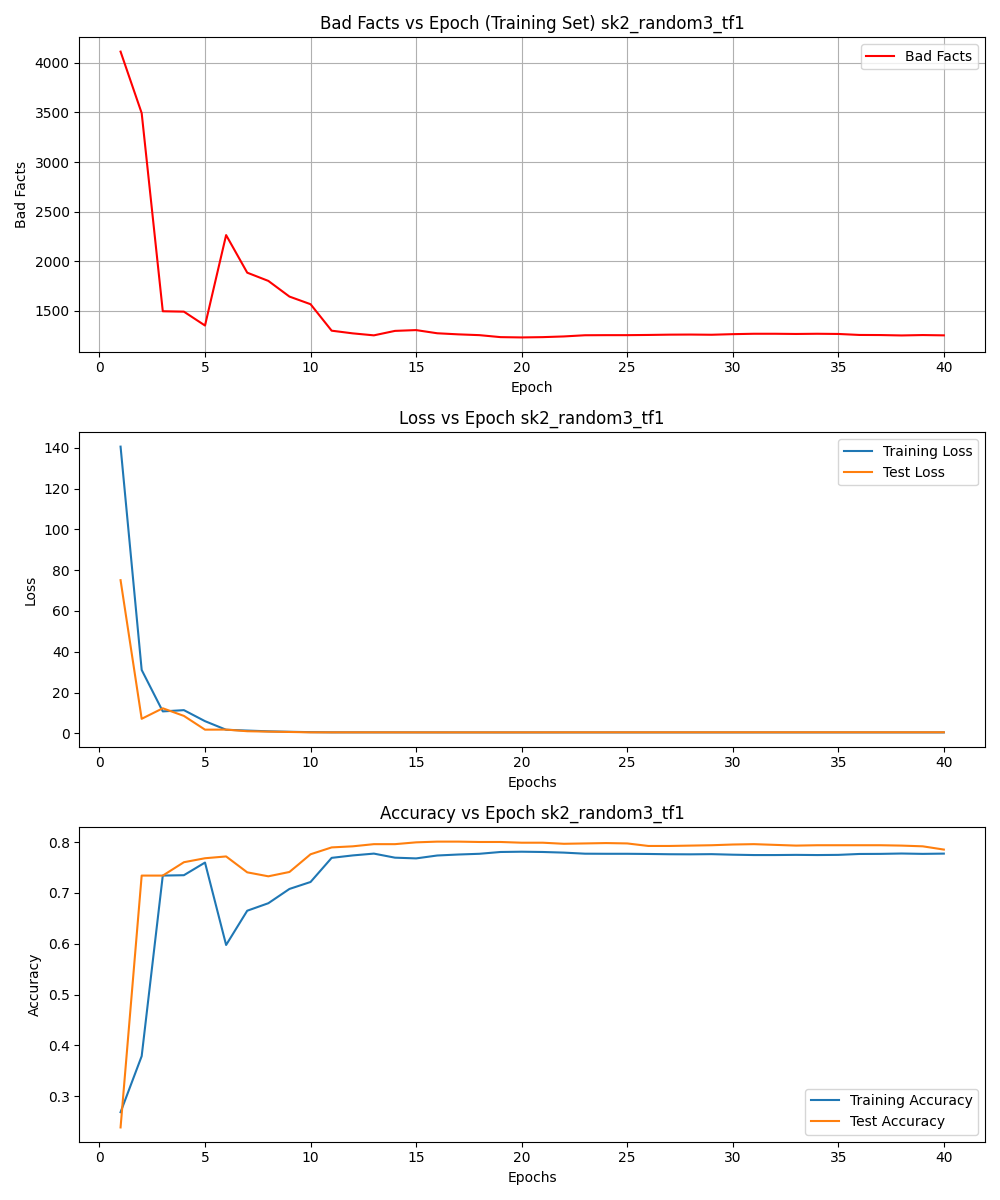 Bad Facts vs Epoch (Training Set) sk2_random3_tf1
Bad Facts
4000
3500
3000
2500
2000
1500
Bad Facts
0 5 10 15 20 25 30 35 40
Epoch
Loss vs Epoch sk2_random3_tf1
Training Loss
Test Loss
140
120
100
80
60
40
20
0
Loss
0 5 10 15 20 25 30 35 40
Epochs
Accuracy vs Epoch sk2_random3_tf1
0.8
0.7
0.6
0.5
0.4
0.3
Accuracy
Training Accuracy
Test Accuracy
0 5 10 15 20 25 30 35 40
Epochs